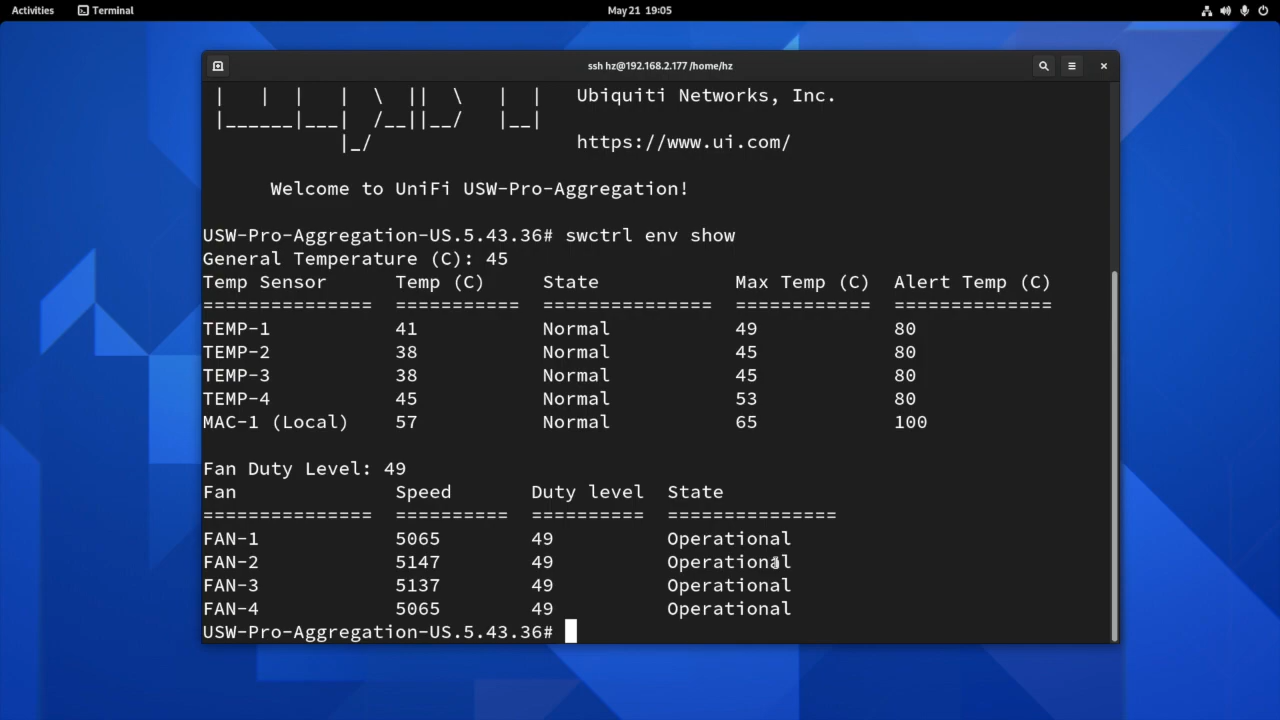 Activities Terminal May 21 19:05
ssh hz@192.168.2.177 /home/hz
| | | | \ || \ | | Ubiquiti Networks, Inc.
|______|___| /__||__/ |__|
|_/ https://www.ui.com/
Welcome to UniFi USW-Pro-Aggregation!
USW-Pro-Aggregation-US.5.43.36# swctrl env show
General Temperature (C): 45
Temp Sensor Temp (C) State Max Temp (C) Alert Temp (C)
=============== =========== =============== ============ ==============
TEMP-1 41 Normal 49 80
TEMP-2 38 Normal 45 80
TEMP-3 38 Normal 45 80
TEMP-4 45 Normal 53 80
MAC-1 (Local) 57 Normal 65 100
Fan Duty Level: 49
Fan Speed Duty level State
=============== ========== ========== ===============
FAN-1 5065 49 Operational
FAN-2 5147 49 Operational
FAN-3 5137 49 Operational
FAN-4 5065 49 Operational
USW-Pro-Aggregation-US.5.43.36#